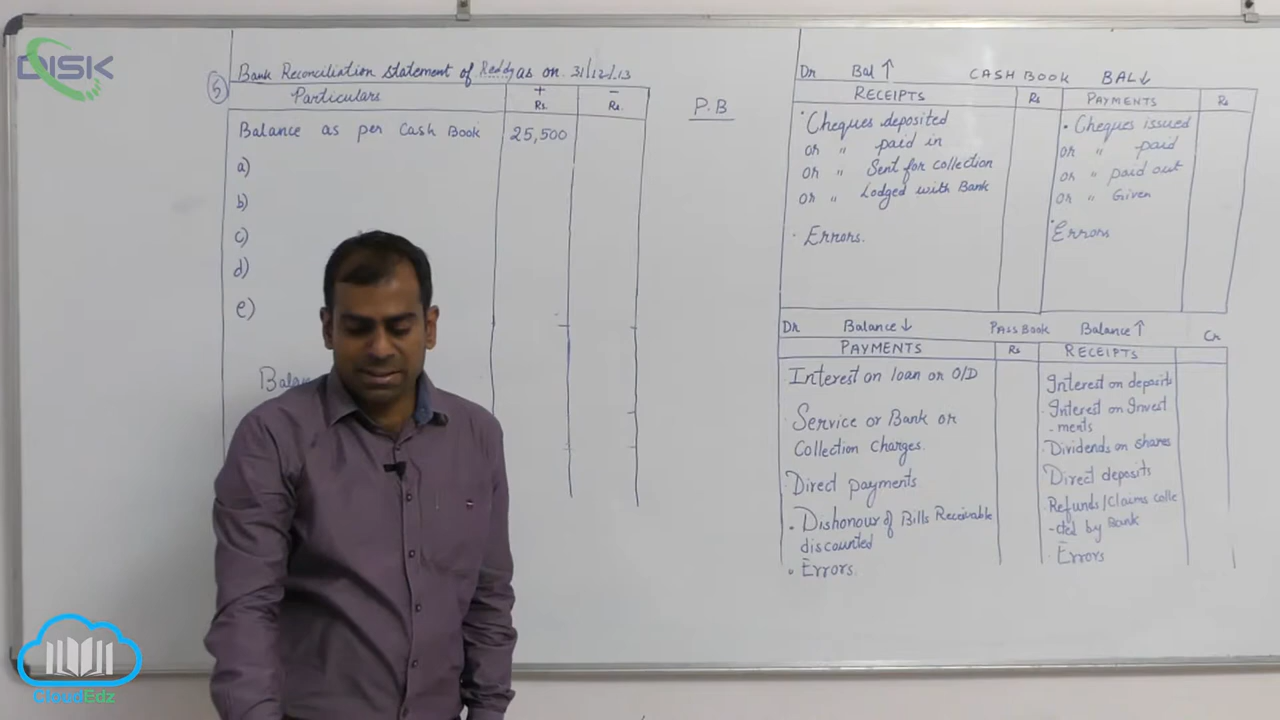 DISK
5
Bank Reconciliation Statement of Reddy as on 31/12/13
Particulars
+
Rs.
-
Rs.
Balance as per Cash Book 25,500
a)
b)
c)
d)
e)
P.B
Dr Bal ↑ CASH BOOK BAL ↓
RECEIPTS Rs PAYMENTS Rs
· Cheques deposited
or " paid in
or " Sent for collection
or " Lodged with Bank
· Errors.
· Cheques issued
or " paid
or " paid out
or " Given
· Errors
Dr Balance ↓ PASS BOOK Balance ↑ Cr
PAYMENTS Rs RECEIPTS
Interest on loan or O/D
· Service or Bank or
Collection Charges.
· Direct payments
· Dishonour of Bills Receivable
discounted
· Errors.
Interest on deposits
· Interest on Invest
-ments
· Dividends on shares
· Direct deposits
· Refunds/Claims colle
-cted by Bank
· Errors
CloudEdz